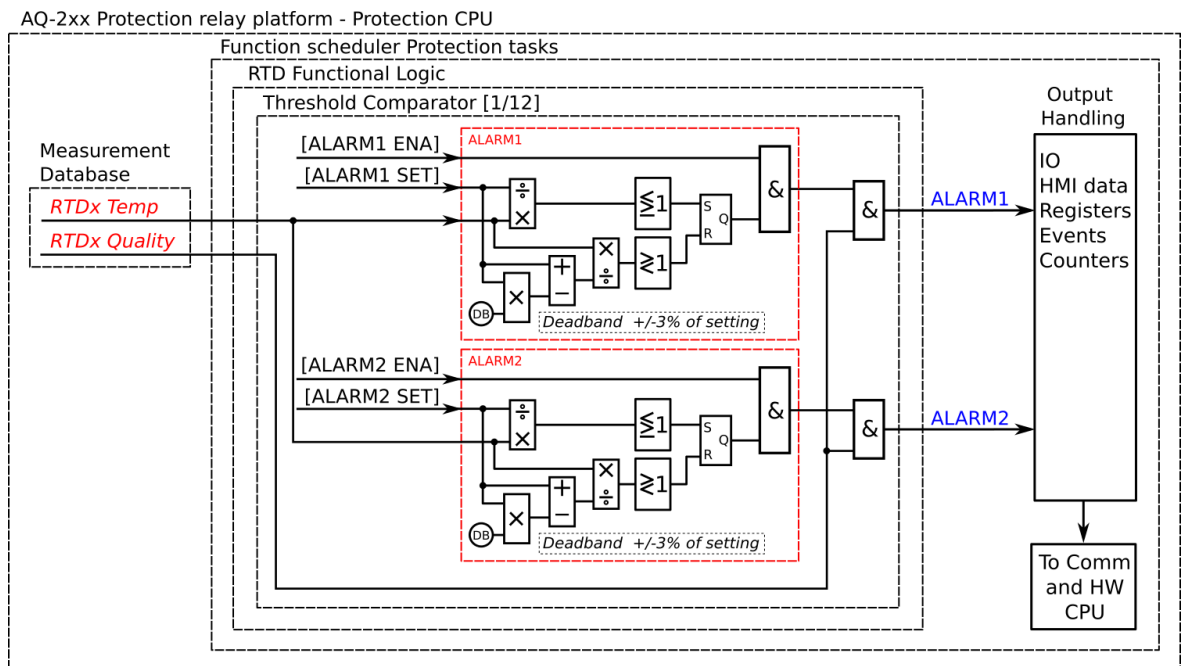 AQ-2xx Protection relay platform - Protection CPU
Function scheduler Protection tasks
RTD Functional Logic
Threshold Comparator [1/12]
Measurement
Database
RTDx Temp
RTDx Quality
[ALARM1 ENA]
[ALARM1 SET]
ALARM1
÷
×
≶1
S
Q
R
&
&
×
÷
≷1
+
−
×
DB
Deadband +/-3% of setting
[ALARM2 ENA]
[ALARM2 SET]
ALARM2
÷
×
≶1
S
Q
R
&
&
×
÷
≷1
+
−
×
DB
Deadband +/-3% of setting
ALARM1
ALARM2
Output
Handling
IO
HMI data
Registers
Events
Counters
To Comm
and HW
CPU